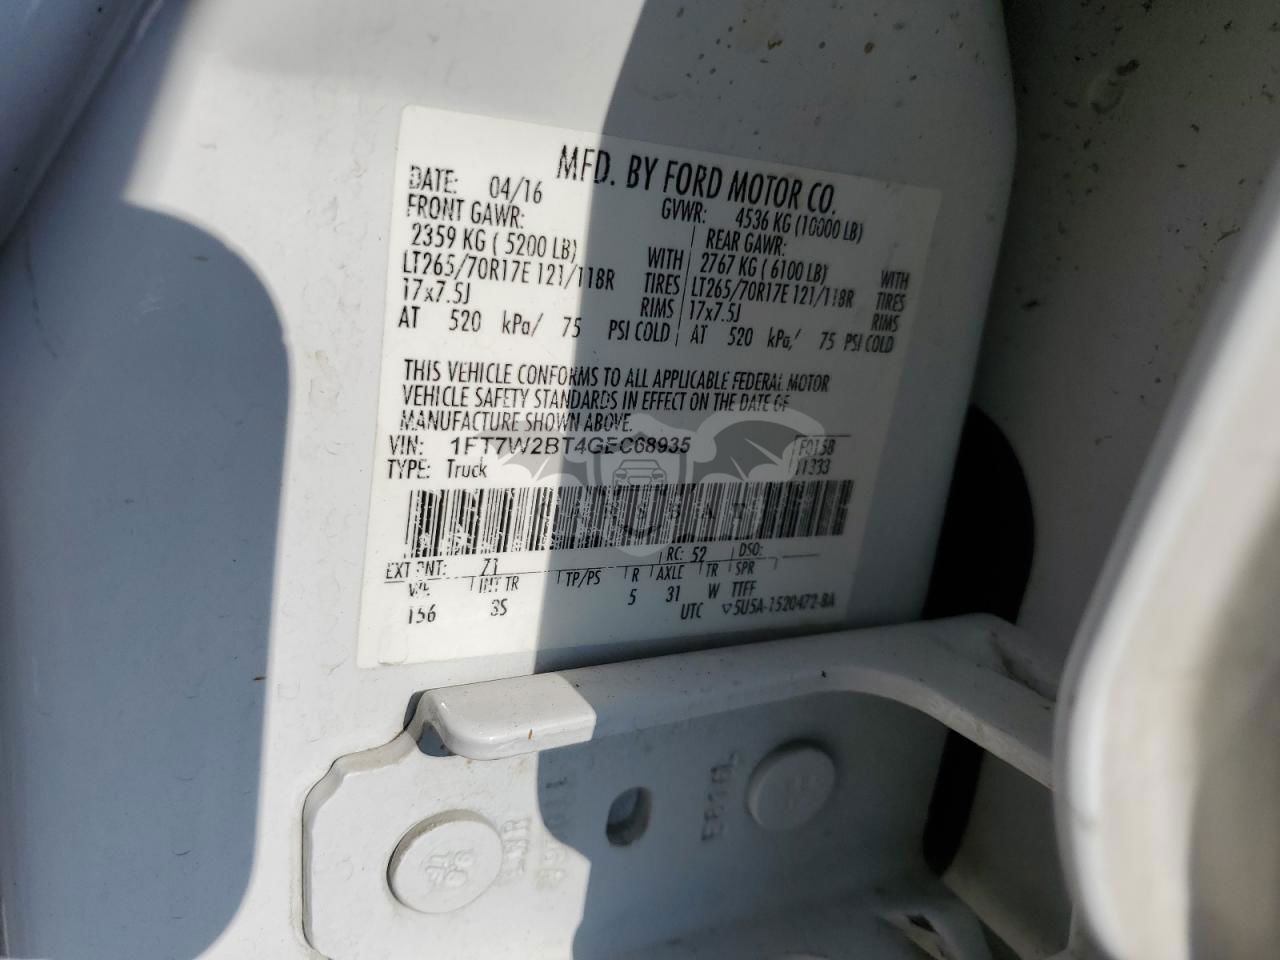 MFD. BY FORD MOTOR CO.
DATE: 04/16 GVWR: 4536 KG (10000 LB)
FRONT GAWR: REAR GAWR:
2359 KG ( 5200 LB) WITH 2767 KG ( 6100 LB) WITH
LT265/70R17E 121/118R TIRES LT265/70R17E 121/118R TIRES
17x7.5J RIMS 17x7.5J RIMS
AT 520 kPa/ 75 PSI COLD AT 520 kPa/ 75 PSI COLD
THIS VEHICLE CONFORMS TO ALL APPLICABLE FEDERAL MOTOR
VEHICLE SAFETY STANDARDS IN EFFECT ON THE DATE OF
MANUFACTURE SHOWN ABOVE.
VIN: 1FT7W2BT4GEC68935 F0158
TYPE: Truck
EXT PNT: Z1 RC: 52 DSO:
WB INT TR TP/PS R AXLE TR SPR
156 3S 5 31 W TTFF
UTC ▽5U5A-1520472-BA